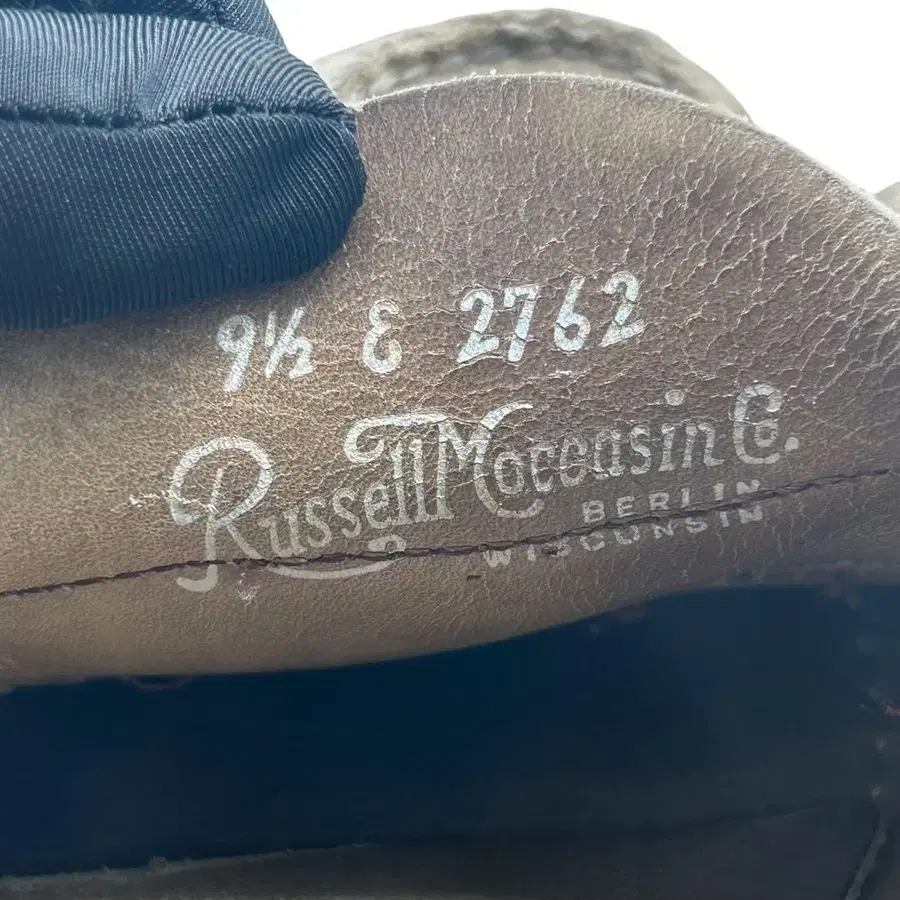 9½ E 2762
Russell Moccasin Co.
BERLIN
WISCONSIN